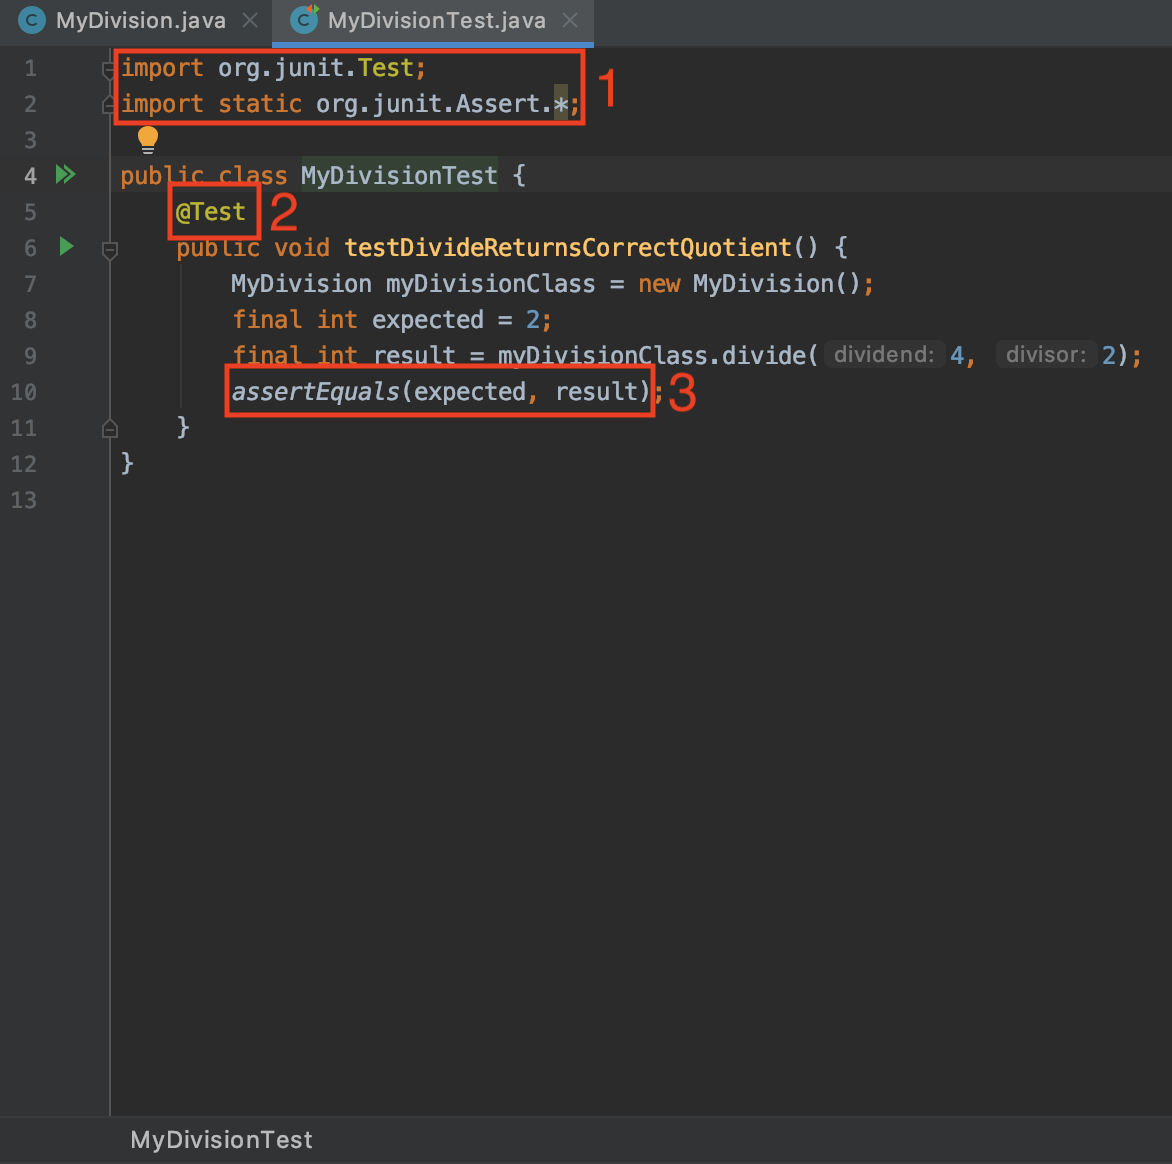 MyDivision.java MyDivisionTest.java
1 import org.junit.Test; 1
2 import static org.junit.Assert.*;
3
4 public class MyDivisionTest {
5 @Test 2
6 public void testDivideReturnsCorrectQuotient() {
7 MyDivision myDivisionClass = new MyDivision();
8 final int expected = 2;
9 final int result = myDivisionClass.divide( dividend: 4, divisor: 2);
10 assertEquals(expected, result); 3
11 }
12 }
13
MyDivisionTest